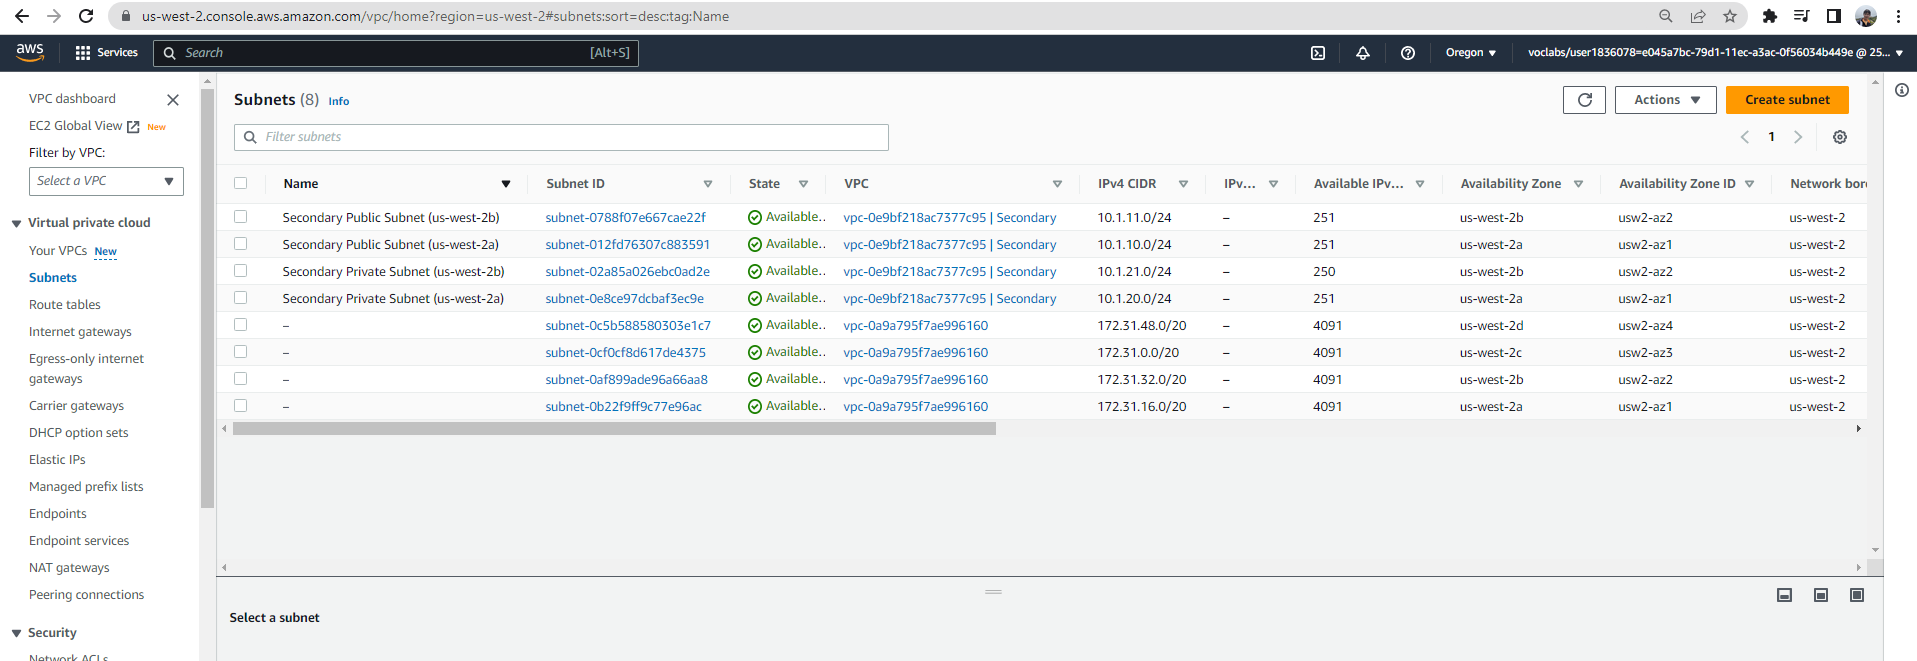 us-west-2.console.aws.amazon.com/vpc/home?region=us-west-2#subnets:sort=desc:tag:Name
aws Services Search [Alt+S] Oregon voclabs/user1836078=e045a7bc-79d1-11ec-a3ac-0f56034b449e @ 25...
VPC dashboard
EC2 Global View New
Filter by VPC:
Select a VPC
Virtual private cloud
Your VPCs New
Subnets
Route tables
Internet gateways
Egress-only internet
gateways
Carrier gateways
DHCP option sets
Elastic IPs
Managed prefix lists
Endpoints
Endpoint services
NAT gateways
Peering connections
Security
Network ACLs
Subnets (8) Info
Actions Create subnet
Filter subnets
1
Name Subnet ID State VPC IPv4 CIDR IPv... Available IPv... Availability Zone Availability Zone ID Network bor
Secondary Public Subnet (us-west-2b) subnet-0788f07e667cae22f Available.. vpc-0e9bf218ac7377c95 | Secondary 10.1.11.0/24 – 251 us-west-2b usw2-az2 us-west-2
Secondary Public Subnet (us-west-2a) subnet-012fd76307c883591 Available.. vpc-0e9bf218ac7377c95 | Secondary 10.1.10.0/24 – 251 us-west-2a usw2-az1 us-west-2
Secondary Private Subnet (us-west-2b) subnet-02a85a026ebc0ad2e Available.. vpc-0e9bf218ac7377c95 | Secondary 10.1.21.0/24 – 250 us-west-2b usw2-az2 us-west-2
Secondary Private Subnet (us-west-2a) subnet-0e8ce97dcbaf3ec9e Available.. vpc-0e9bf218ac7377c95 | Secondary 10.1.20.0/24 – 251 us-west-2a usw2-az1 us-west-2
– subnet-0c5b588580303e1c7 Available.. vpc-0a9a795f7ae996160 172.31.48.0/20 – 4091 us-west-2d usw2-az4 us-west-2
– subnet-0cf0cf8d617de4375 Available.. vpc-0a9a795f7ae996160 172.31.0.0/20 – 4091 us-west-2c usw2-az3 us-west-2
– subnet-0af899ade96a66aa8 Available.. vpc-0a9a795f7ae996160 172.31.32.0/20 – 4091 us-west-2b usw2-az2 us-west-2
– subnet-0b22f9ff9c77e96ac Available.. vpc-0a9a795f7ae996160 172.31.16.0/20 – 4091 us-west-2a usw2-az1 us-west-2
Select a subnet